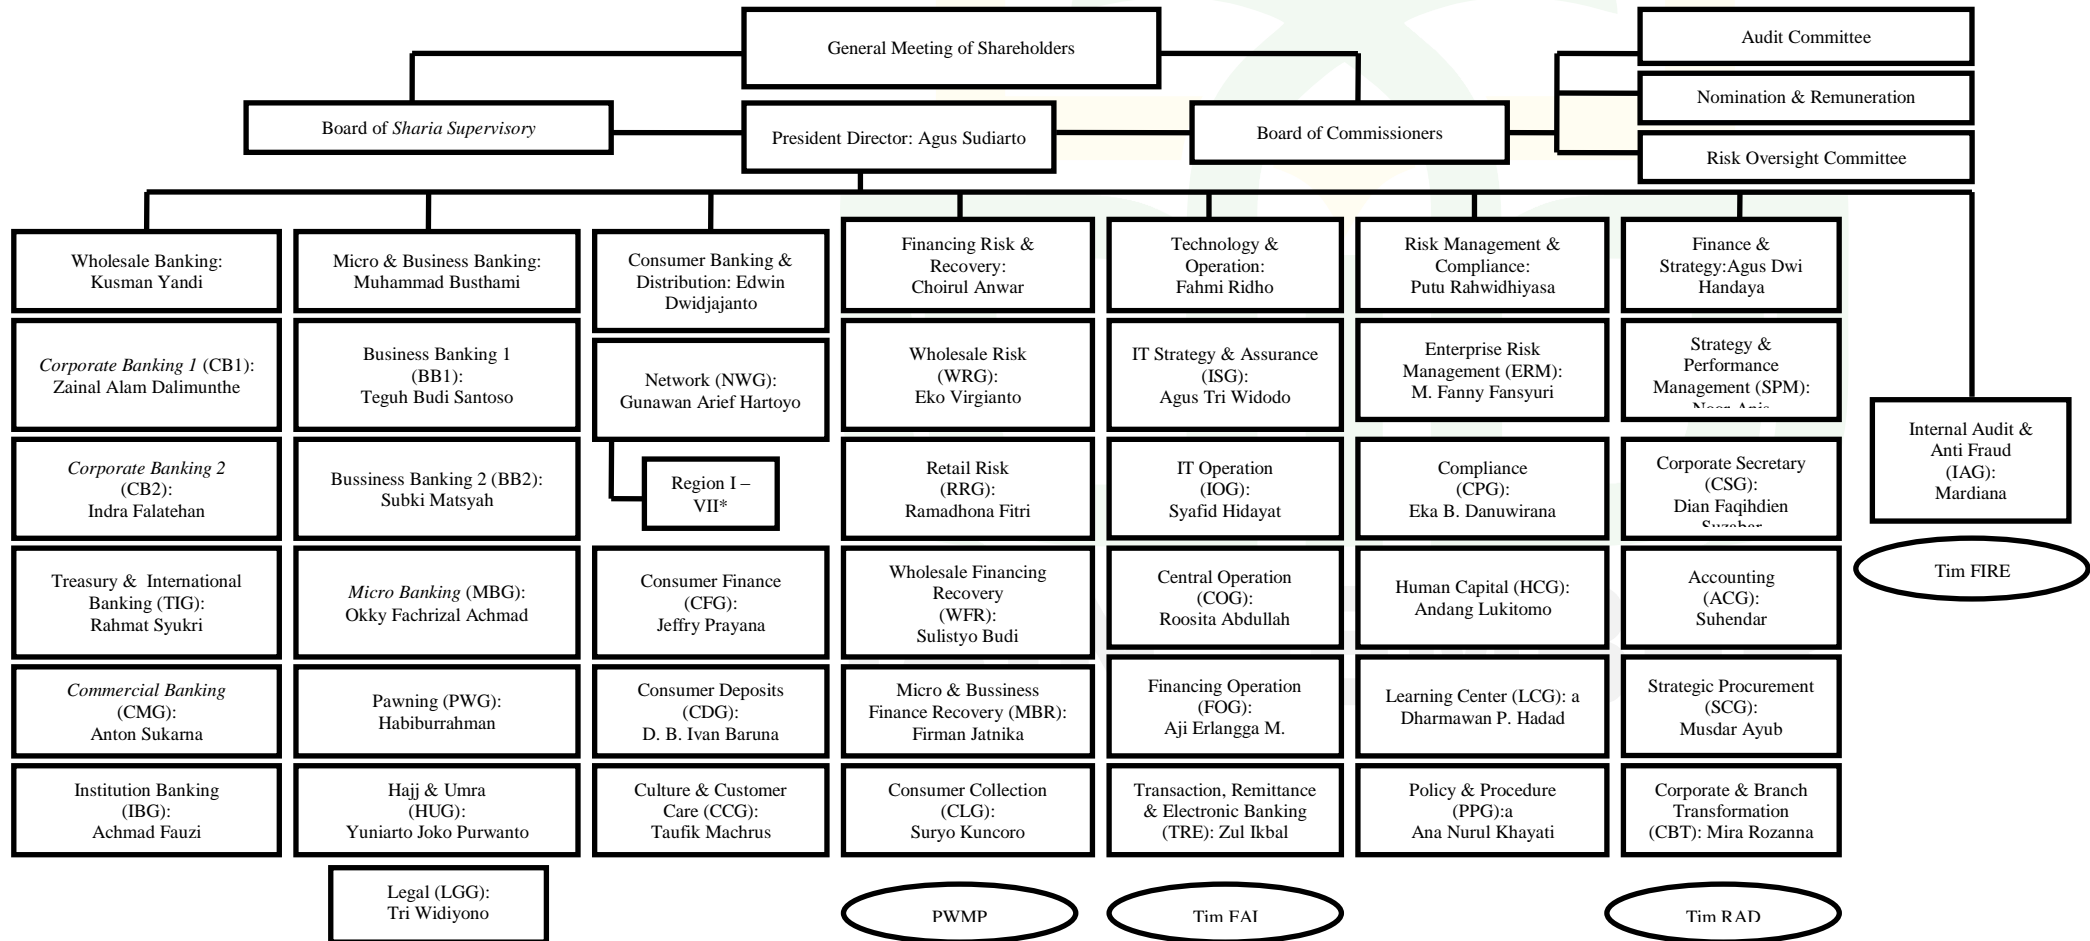 General Meeting of Shareholders
Audit Committee
Nomination & Remuneration
Risk Oversight Committee
Board of Sharia Supervisory
President Director: Agus Sudiarto
Board of Commissioners
Wholesale Banking:
Kusman Yandi
Corporate Banking 1 (CB1):
Zainal Alam Dalimunthe
Corporate Banking 2
(CB2):
Indra Falatehan
Treasury & International
Banking (TIG):
Rahmat Syukri
Commercial Banking
(CMG):
Anton Sukarna
Institution Banking
(IBG):
Achmad Fauzi
Micro & Business Banking:
Muhammad Busthami
Business Banking 1
(BB1):
Teguh Budi Santoso
Bussiness Banking 2 (BB2):
Subki Matsyah
Micro Banking (MBG):
Okky Fachrizal Achmad
Pawning (PWG):
Habiburrahman
Hajj & Umra
(HUG):
Yuniarto Joko Purwanto
Legal (LGG):
Tri Widiyono
Consumer Banking &
Distribution: Edwin
Dwidjajanto
Network (NWG):
Gunawan Arief Hartoyo
Region I –
VII*
Consumer Finance
(CFG):
Jeffry Prayana
Consumer Deposits
(CDG):
D. B. Ivan Baruna
Culture & Customer
Care (CCG):
Taufik Machrus
Financing Risk &
Recovery:
Choirul Anwar
Wholesale Risk
(WRG):
Eko Virgianto
Retail Risk
(RRG):
Ramadhona Fitri
Wholesale Financing
Recovery
(WFR):
Sulistyo Budi
Micro & Bussiness
Finance Recovery (MBR):
Firman Jatnika
Consumer Collection
(CLG):
Suryo Kuncoro
PWMP
Technology &
Operation:
Fahmi Ridho
IT Strategy & Assurance
(ISG):
Agus Tri Widodo
IT Operation
(IOG):
Syafid Hidayat
Central Operation
(COG):
Roosita Abdullah
Financing Operation
(FOG):
Aji Erlangga M.
Transaction, Remittance
& Electronic Banking
(TRE): Zul Ikbal
Tim FAI
Risk Management &
Compliance:
Putu Rahwidhiyasa
Enterprise Risk
Management (ERM):
M. Fanny Fansyuri
Compliance
(CPG):
Eka B. Danuwirana
Human Capital (HCG):
Andang Lukitomo
Learning Center (LCG): a
Dharmawan P. Hadad
Policy & Procedure
(PPG):a
Ana Nurul Khayati
Finance &
Strategy:Agus Dwi
Handaya
Strategy &
Performance
Management (SPM):
Corporate Secretary
(CSG):
Dian Faqihdien
Accounting
(ACG):
Suhendar
Strategic Procurement
(SCG):
Musdar Ayub
Corporate & Branch
Transformation
(CBT): Mira Rozanna
Tim RAD
Internal Audit &
Anti Fraud
(IAG):
Mardiana
Tim FIRE